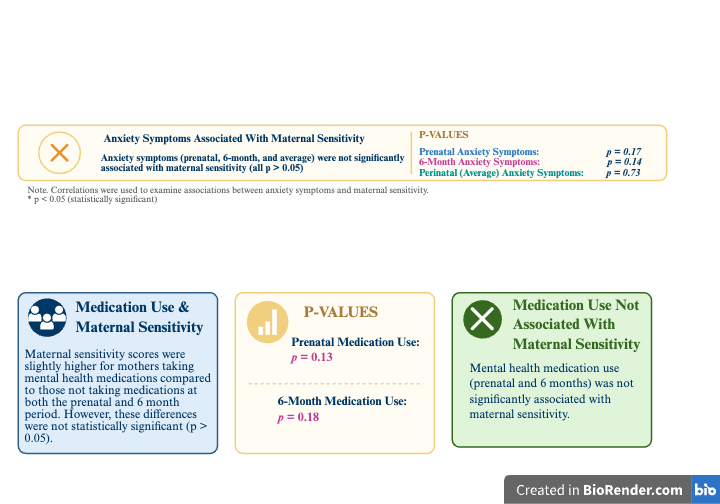 Anxiety Symptoms Associated With Maternal Sensitivity
Anxiety symptoms (prenatal, 6-month, and average) were not significantly
associated with maternal sensitivity (all p > 0.05)
P-VALUES
Prenatal Anxiety Symptoms: p = 0.17
6-Month Anxiety Symptoms: p = 0.14
Perinatal (Average) Anxiety Symptoms: p = 0.73
Note. Correlations were used to examine associations between anxiety symptoms and maternal sensitivity.
* p < 0.05 (statistically significant)
Medication Use &
Maternal Sensitivity
Maternal sensitivity scores were
slightly higher for mothers taking
mental health medications compared
to those not taking medications at
both the prenatal and 6 month
period. However, these differences
were not statistically significant (p >
0.05).
P-VALUES
Prenatal Medication Use:
p = 0.13
6-Month Medication Use:
p = 0.18
Medication Use Not
Associated With
Maternal Sensitivity
Mental health medication use
(prenatal and 6 months) was not
significantly associated with
maternal sensitivity.
Created in BioRender.com bio